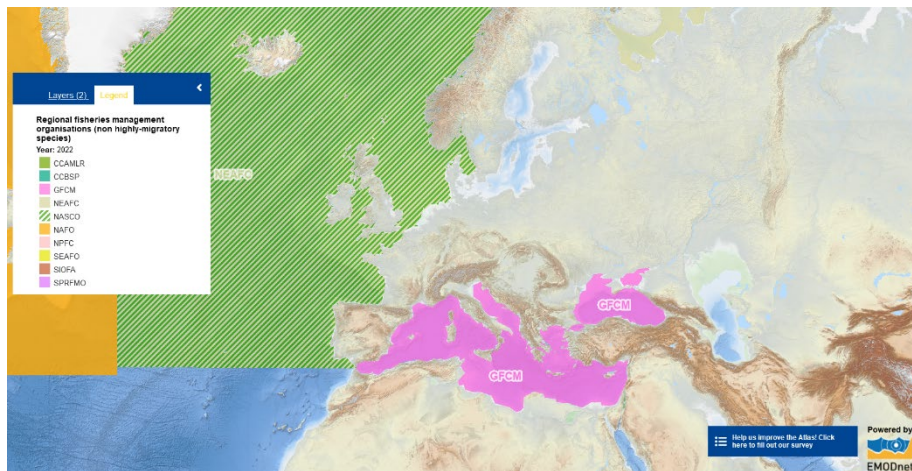 Layers (2)
Legend
Regional fisheries management
organisations (non highly-migratory
species)
Year: 2022
CCAMLR
CCBSP
GFCM
NEAFC
NASCO
NAFO
NPFC
SEAFO
SIOFA
SPRFMO
NEAFC
GFCM
GFCM
Help us improve the Atlas! Click
here to fill out our survey
Powered by
EMODnet